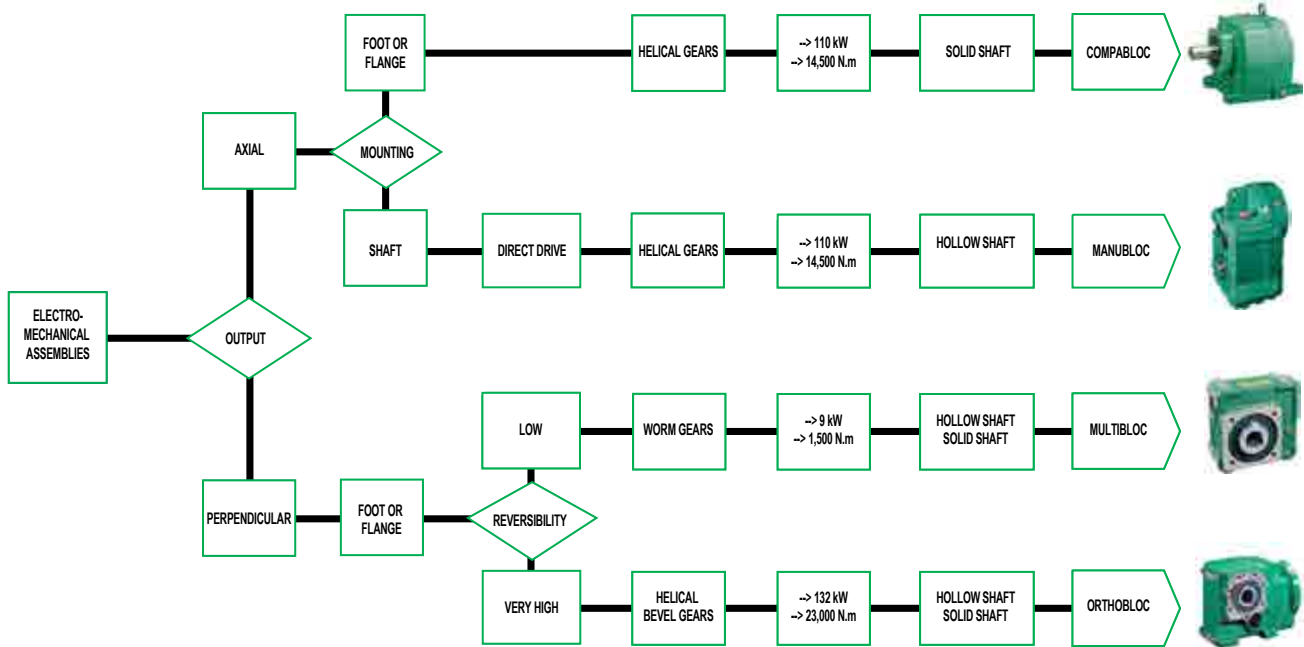 FOOT OR
FLANGE
HELICAL GEARS
--> 110 kW
--> 14,500 N.m
SOLID SHAFT
COMPABLOC
AXIAL
MOUNTING
SHAFT
DIRECT DRIVE
HELICAL GEARS
--> 110 kW
--> 14,500 N.m
HOLLOW SHAFT
MANUBLOC
ELECTRO-
MECHANICAL
ASSEMBLIES
OUTPUT
LOW
WORM GEARS
--> 9 kW
--> 1,500 N.m
HOLLOW SHAFT
SOLID SHAFT
MULTIBLOC
PERPENDICULAR
FOOT OR
FLANGE
REVERSIBILITY
VERY HIGH
HELICAL
BEVEL GEARS
--> 132 kW
--> 23,000 N.m
HOLLOW SHAFT
SOLID SHAFT
ORTHOBLOC